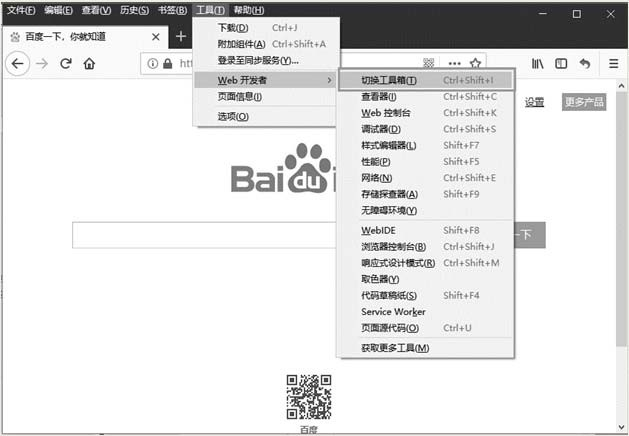 文件(F) 编辑(E) 查看(V) 历史(S) 书签(B) 工具(T) 帮助(H)
百度一下，你就知道
下载(D) Ctrl+J
附加组件(A) Ctrl+Shift+A
登录至同步服务(Y)...
Web 开发者
页面信息(I)
选项(O)
切换工具箱(T) Ctrl+Shift+I
查看器(I) Ctrl+Shift+C
Web 控制台 Ctrl+Shift+K
调试器(D) Ctrl+Shift+S
样式编辑器(L) Shift+F7
性能(P) Shift+F5
网络(N) Ctrl+Shift+E
存储探查器(A) Shift+F9
无障碍环境(Y)
WebIDE Shift+F8
浏览器控制台(B) Ctrl+Shift+J
响应式设计模式(R) Ctrl+Shift+M
取色器(Y)
代码草稿纸(S) Shift+F4
Service Worker
页面源代码(O) Ctrl+U
获取更多工具(M)
设置 更多产品
Bai du
一下
百度